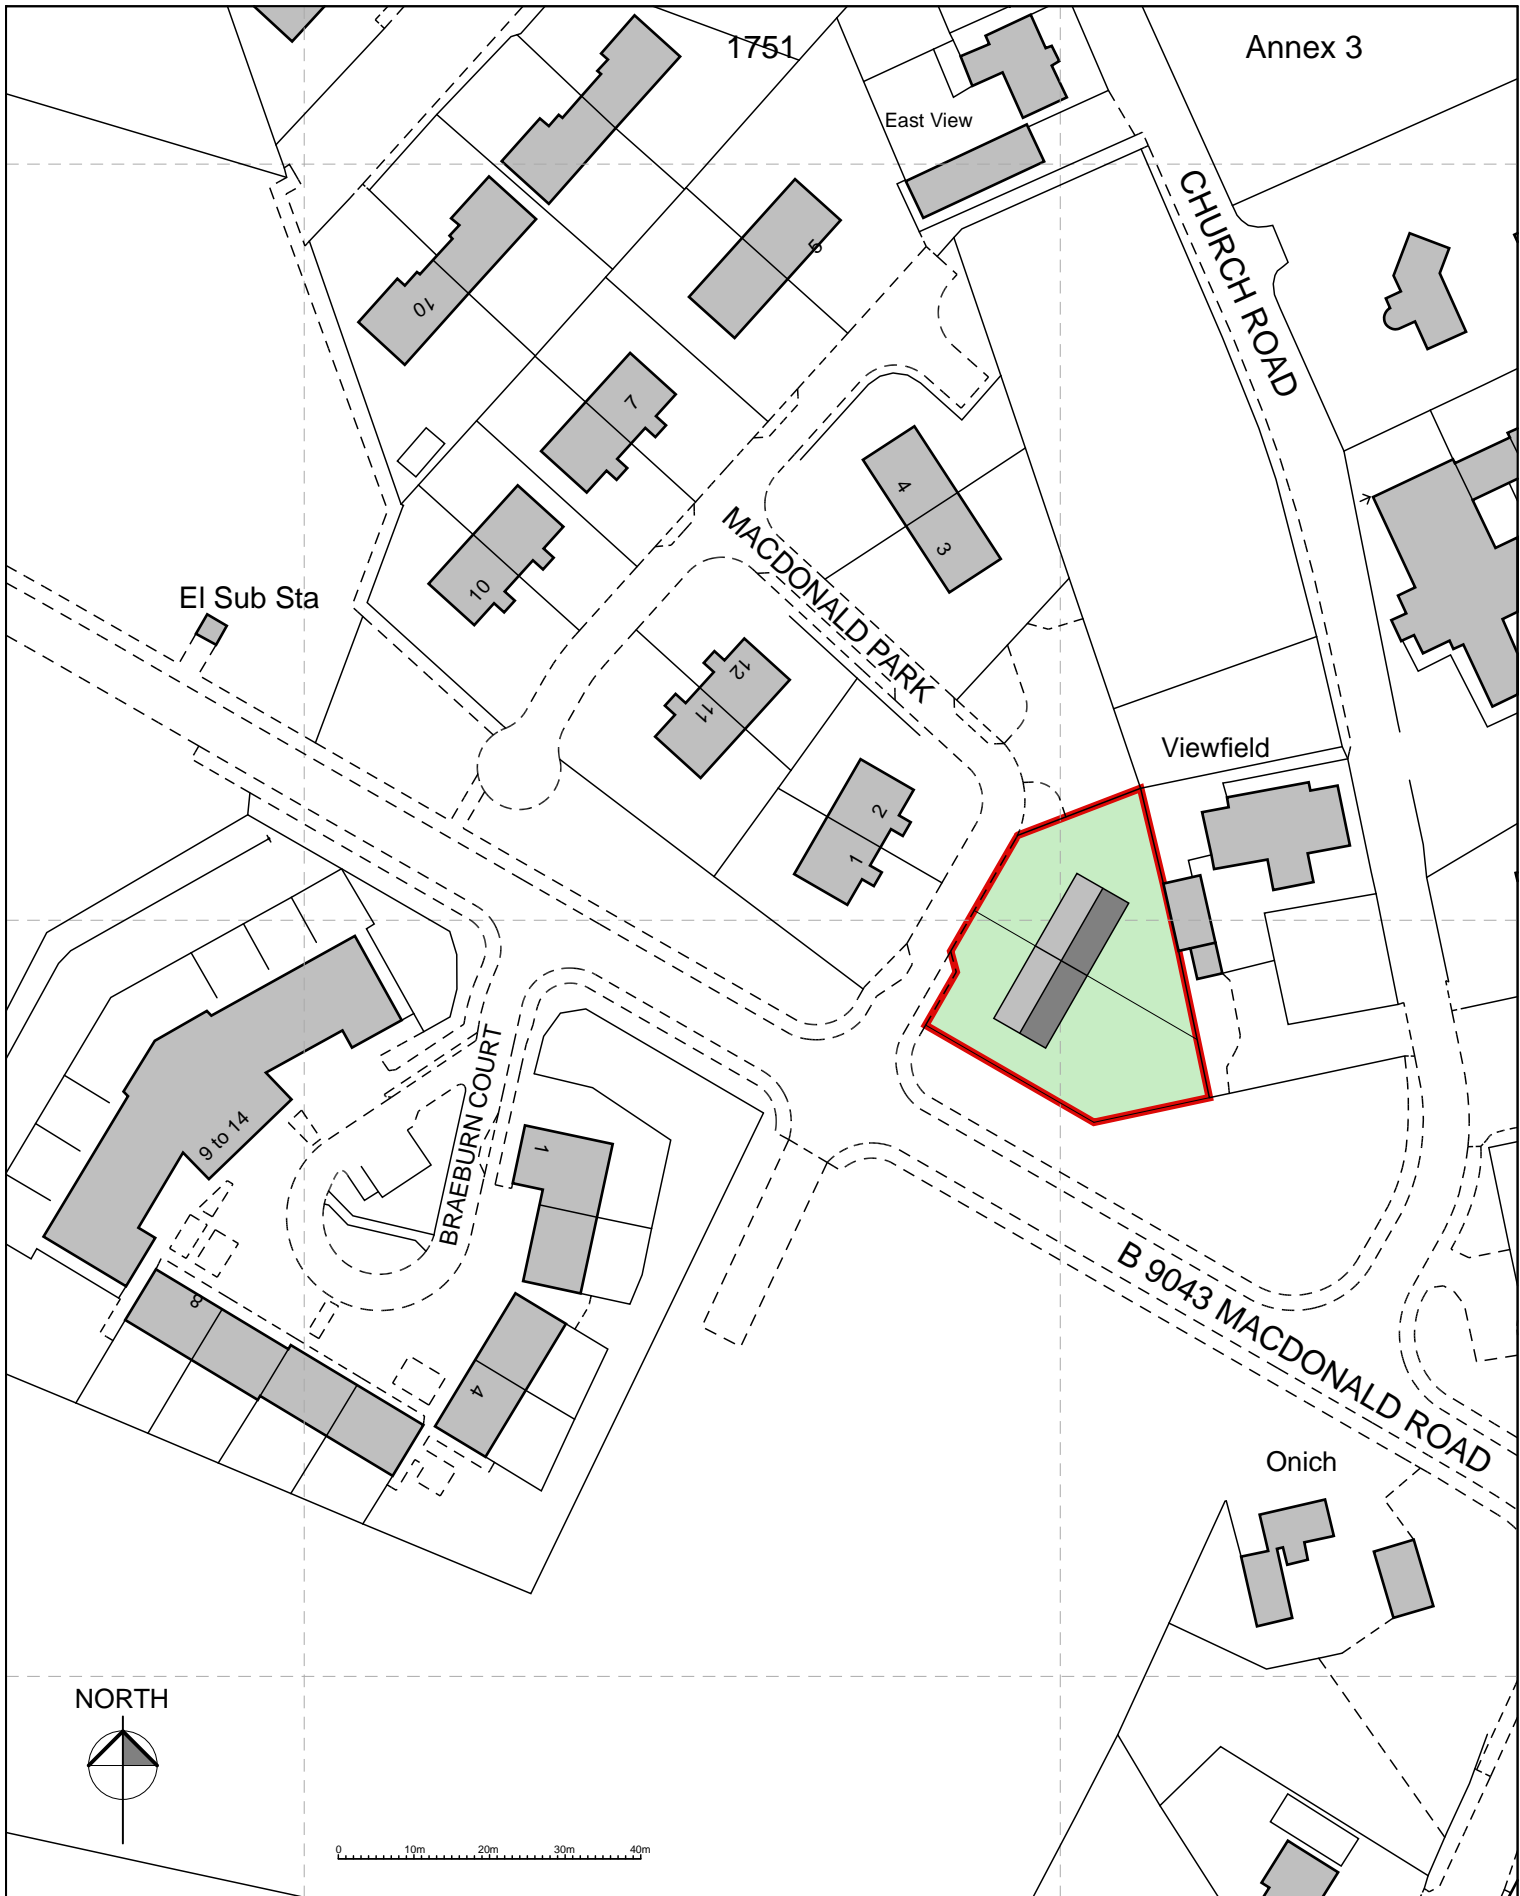 1751
Annex 3
East View
CHURCH ROAD
5
10
7
4
3
MACDONALD PARK
El Sub Sta
10
12
11
Viewfield
2
1
BRAEBURN COURT
9 to 14
1
B 9043 MACDONALD ROAD
8
4
Onich
NORTH
0 10m 20m 30m 40m